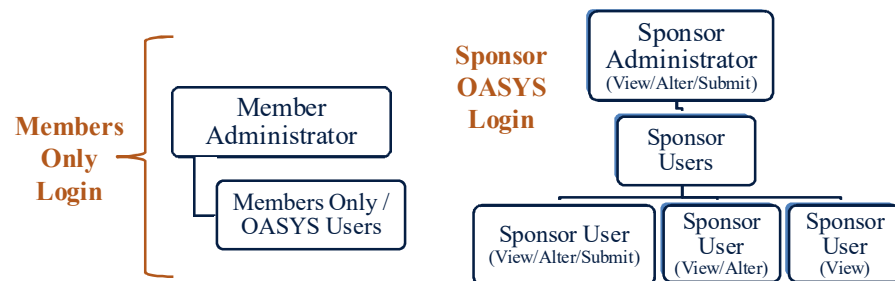 Members
Only
Login
Member
Administrator
Members Only /
OASYS Users
Sponsor
OASYS
Login
Sponsor
Administrator
(View/Alter/Submit)
Sponsor
Users
Sponsor User
(View/Alter/Submit)
Sponsor
User
(View/Alter)
Sponsor
User
(View)